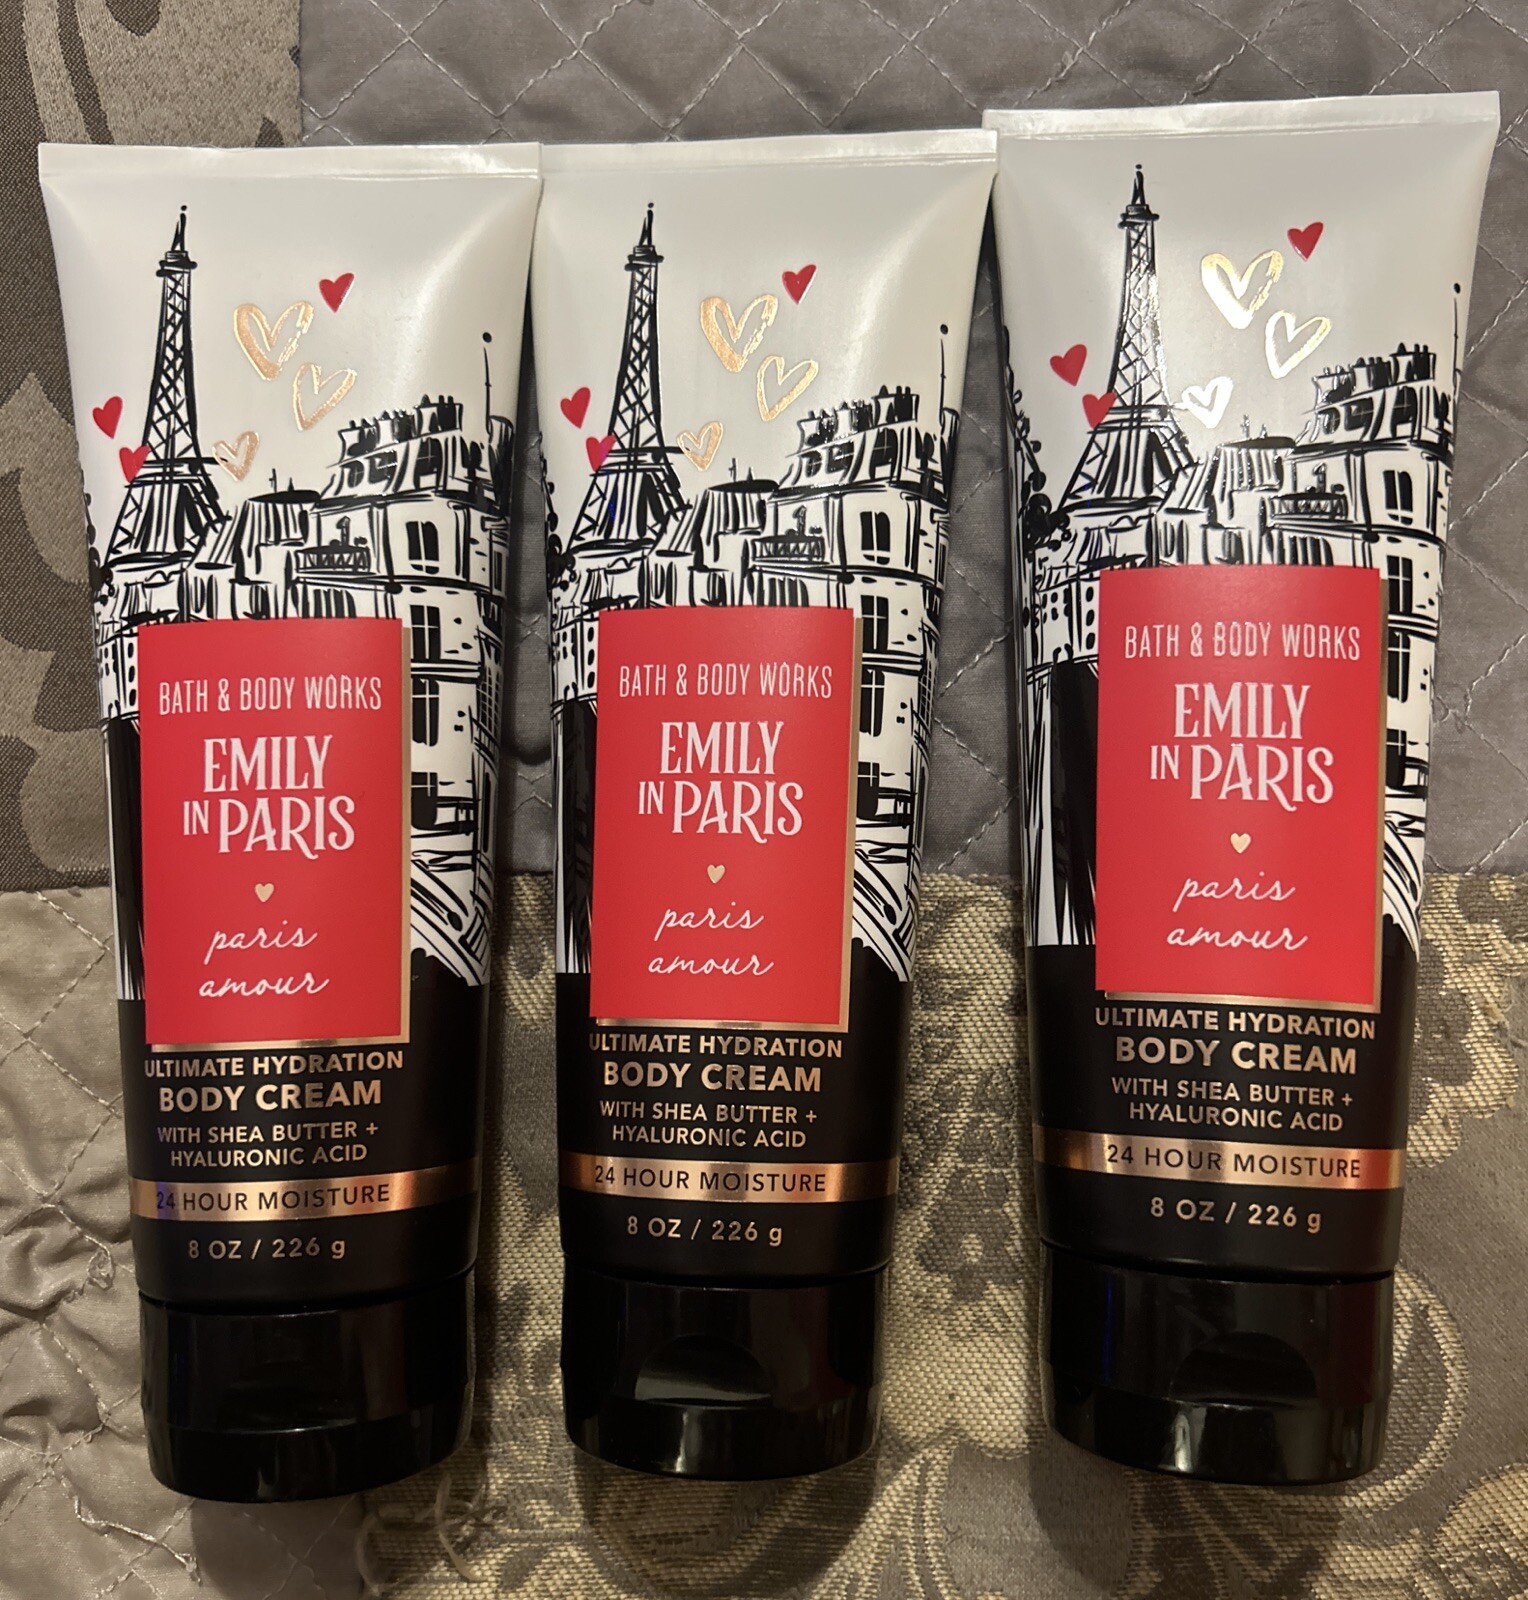 BATH & BODY WORKS
EMILY
IN PARIS
paris
amour
ULTIMATE HYDRATION
BODY CREAM
WITH SHEA BUTTER +
HYALURONIC ACID
24 HOUR MOISTURE
8 OZ / 226 g
BATH & BODY WORKS
EMILY
IN PARIS
paris
amour
ULTIMATE HYDRATION
BODY CREAM
WITH SHEA BUTTER +
HYALURONIC ACID
24 HOUR MOISTURE
8 OZ / 226 g
BATH & BODY WORKS
EMILY
IN PARIS
paris
amour
ULTIMATE HYDRATION
BODY CREAM
WITH SHEA BUTTER +
HYALURONIC ACID
24 HOUR MOISTURE
8 OZ / 226 g